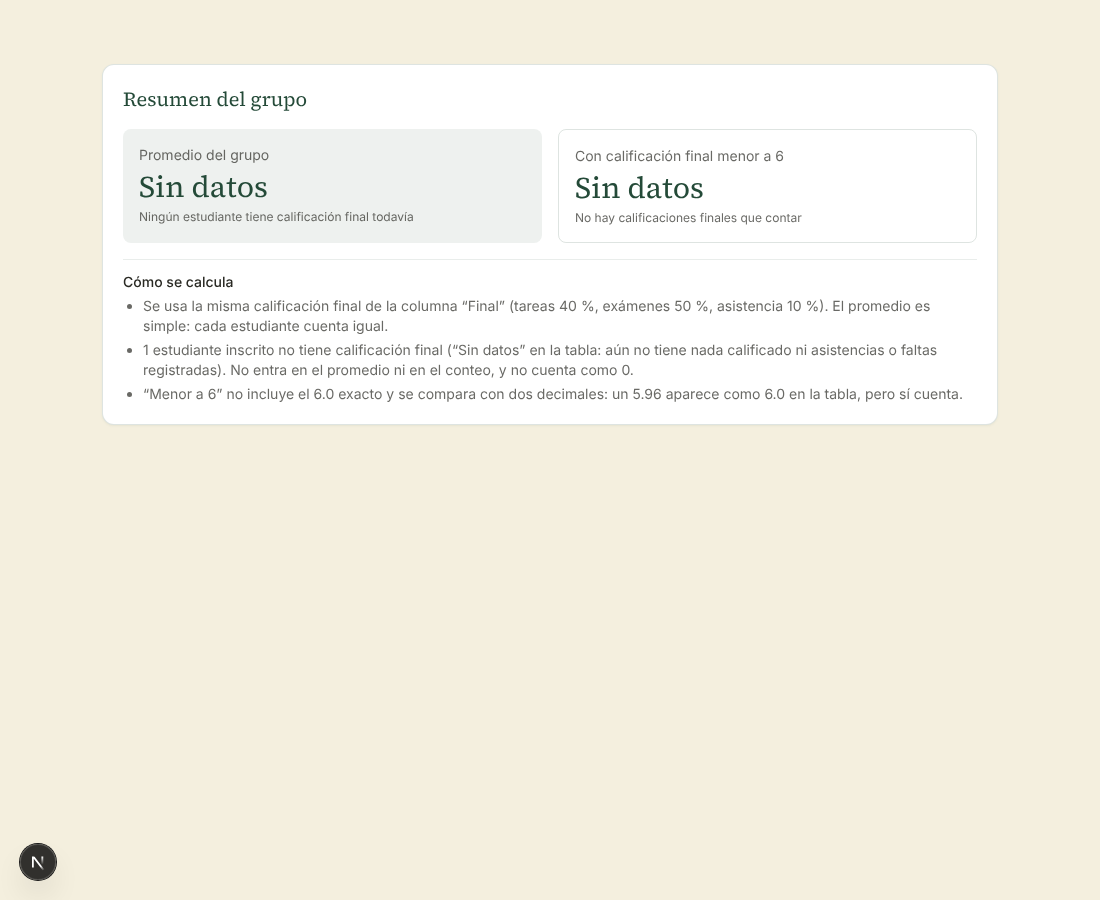 Resumen del grupo
Promedio del grupo
Sin datos
Ningún estudiante tiene calificación final todavía
Con calificación final menor a 6
Sin datos
No hay calificaciones finales que contar
Cómo se calcula
• Se usa la misma calificación final de la columna “Final” (tareas 40 %, exámenes 50 %, asistencia 10 %). El promedio es
simple: cada estudiante cuenta igual.
• 1 estudiante inscrito no tiene calificación final (“Sin datos” en la tabla: aún no tiene nada calificado ni asistencias o faltas
registradas). No entra en el promedio ni en el conteo, y no cuenta como 0.
• “Menor a 6” no incluye el 6.0 exacto y se compara con dos decimales: un 5.96 aparece como 6.0 en la tabla, pero sí cuenta.
N